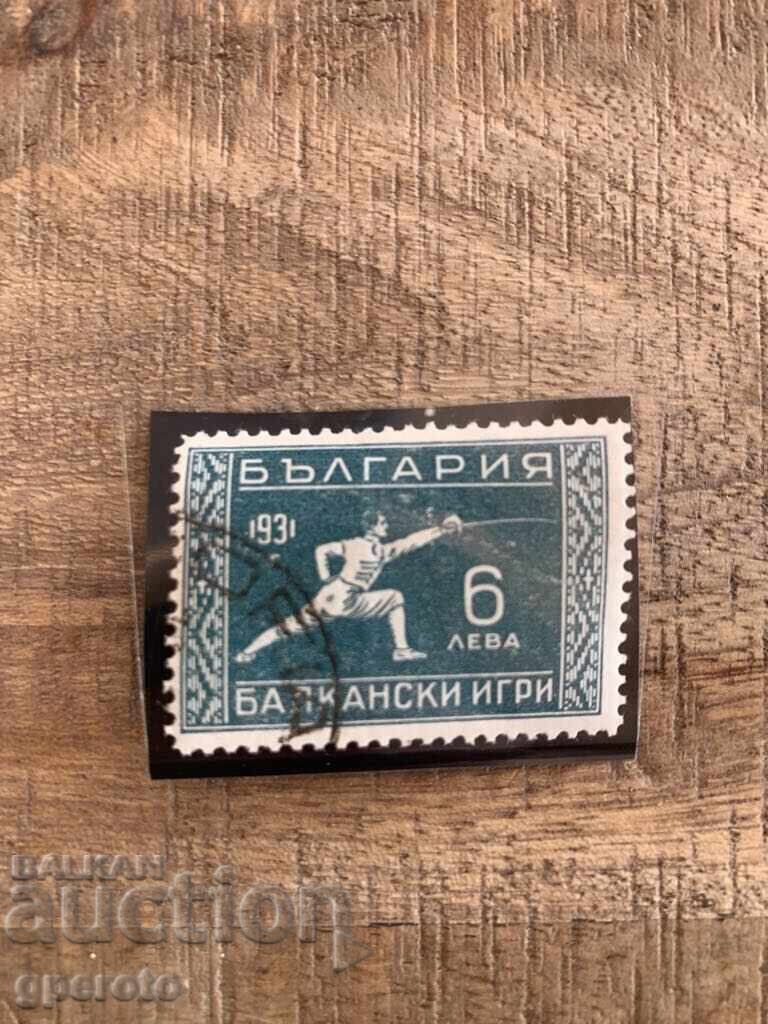 БЪЛГАРИЯ
1931
6
ЛЕВА
БАЛКАНСКИ ИГРИ
BALKAN
auction
gperoto